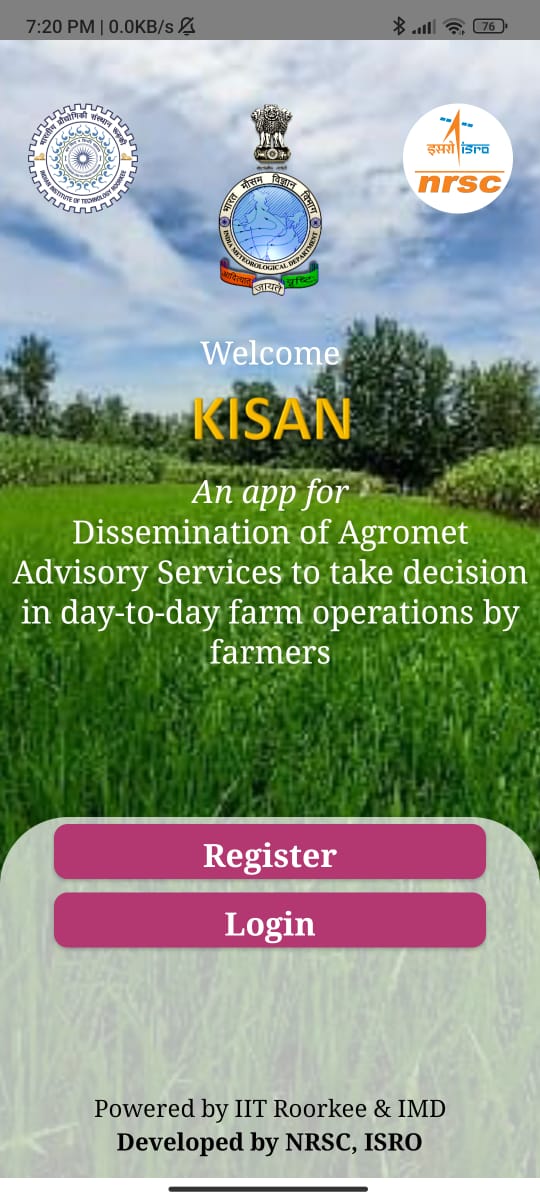 7:20 PM | 0.0KB/s
76
भारतीय प्रौद्योगिकी संस्थान रूड़की
INDIAN INSTITUTE OF TECHNOLOGY ROORKEE
भारत मौसम विज्ञान विभाग
INDIA METEOROLOGICAL DEPARTMENT
आदित्यात् जायते वृष्टि
इसरो isro
nrsc
Welcome
KISAN
An app for
Dissemination of Agromet
Advisory Services to take decision
in day-to-day farm operations by
farmers
Register
Login
Powered by IIT Roorkee & IMD
Developed by NRSC, ISRO